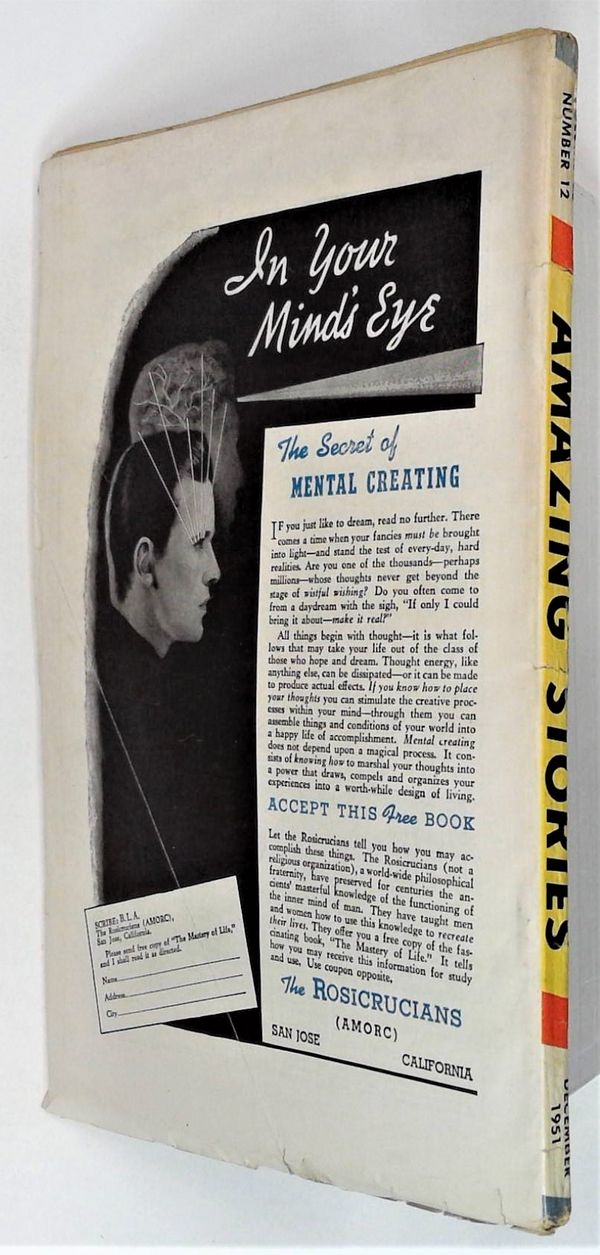 In Your
Mind's Eye
The Secret of
MENTAL CREATING
IF you just like to dream, read no further. There
comes a time when your fancies must be brought
into light—and stand the test of every-day, hard
realities. Are you one of the thousands—perhaps
millions—whose thoughts never get beyond the
stage of wistful wishing? Do you often come to
from a daydream with the sigh, "If only I could
bring it about—make it real?"
All things begin with thought—it is what fol-
lows that may take your life out of the class of
those who hope and dream. Thought energy, like
anything else, can be dissipated—or it can be made
to produce actual effects. If you know how to place
your thoughts you can stimulate the creative proc-
esses within your mind—through them you can
assemble things and conditions of your world into
a happy life of accomplishment. Mental creating
does not depend upon a magical process. It con-
sists of knowing how to marshal your thoughts into
a power that draws, compels and organizes your
experiences into a worth-while design of living.
ACCEPT THIS Free BOOK
Let the Rosicrucians tell you how you may ac-
complish these things. The Rosicrucians (not a
religious organization), a world-wide philosophical
fraternity, have preserved for centuries the an-
cients' masterful knowledge of the functioning of
the inner mind of man. They have taught men
and women how to use this knowledge to recreate
their lives. They offer you a free copy of the fas-
cinating book, "The Mastery of Life." It tells
how you may receive this information for study
and use. Use coupon opposite.
The ROSICRUCIANS
(AMORC)
SAN JOSE
CALIFORNIA
SCRIBE: B.L.A.
The Rosicrucians (AMORC),
San Jose, California.
Please send free copy of "The Mastery of Life,"
and I shall read it as directed.
Name
Address
City
NUMBER 12
AMAZING STORIES
DECEMBER
1951